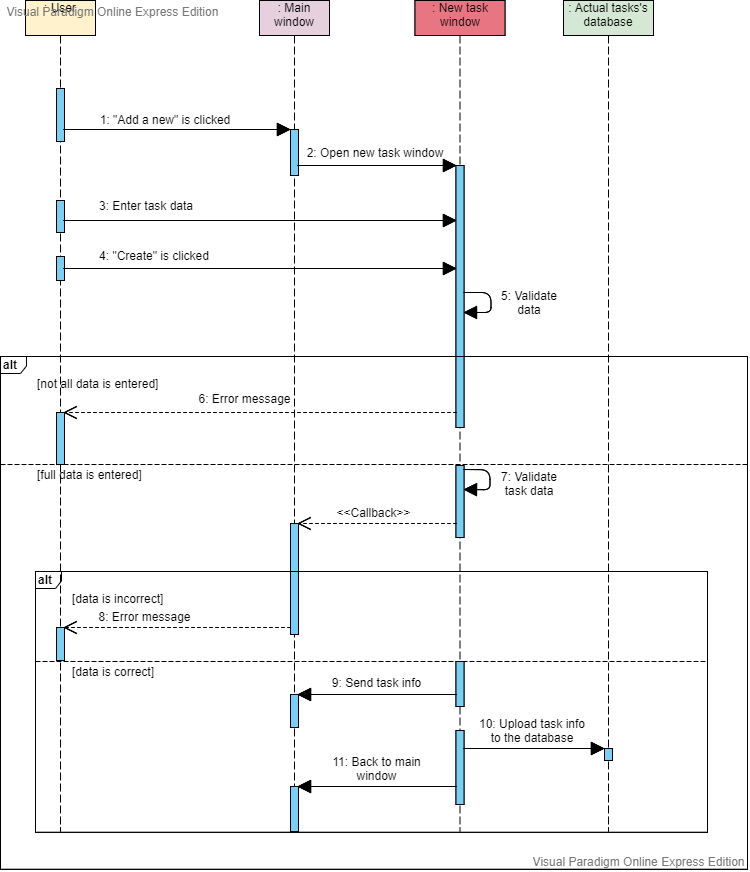 Visual Paradigm Online Express Edition
: User
: Main
window
: New task
window
: Actual tasks's
database
1: "Add a new" is clicked
2: Open new task window
3: Enter task data
4: "Create" is clicked
5: Validate
data
alt
[not all data is entered]
6: Error message
[full data is entered]
7: Validate
task data
<<Callback>>
alt
[data is incorrect]
8: Error message
[data is correct]
9: Send task info
10: Upload task info
to the database
11: Back to main
window
Visual Paradigm Online Express Edition